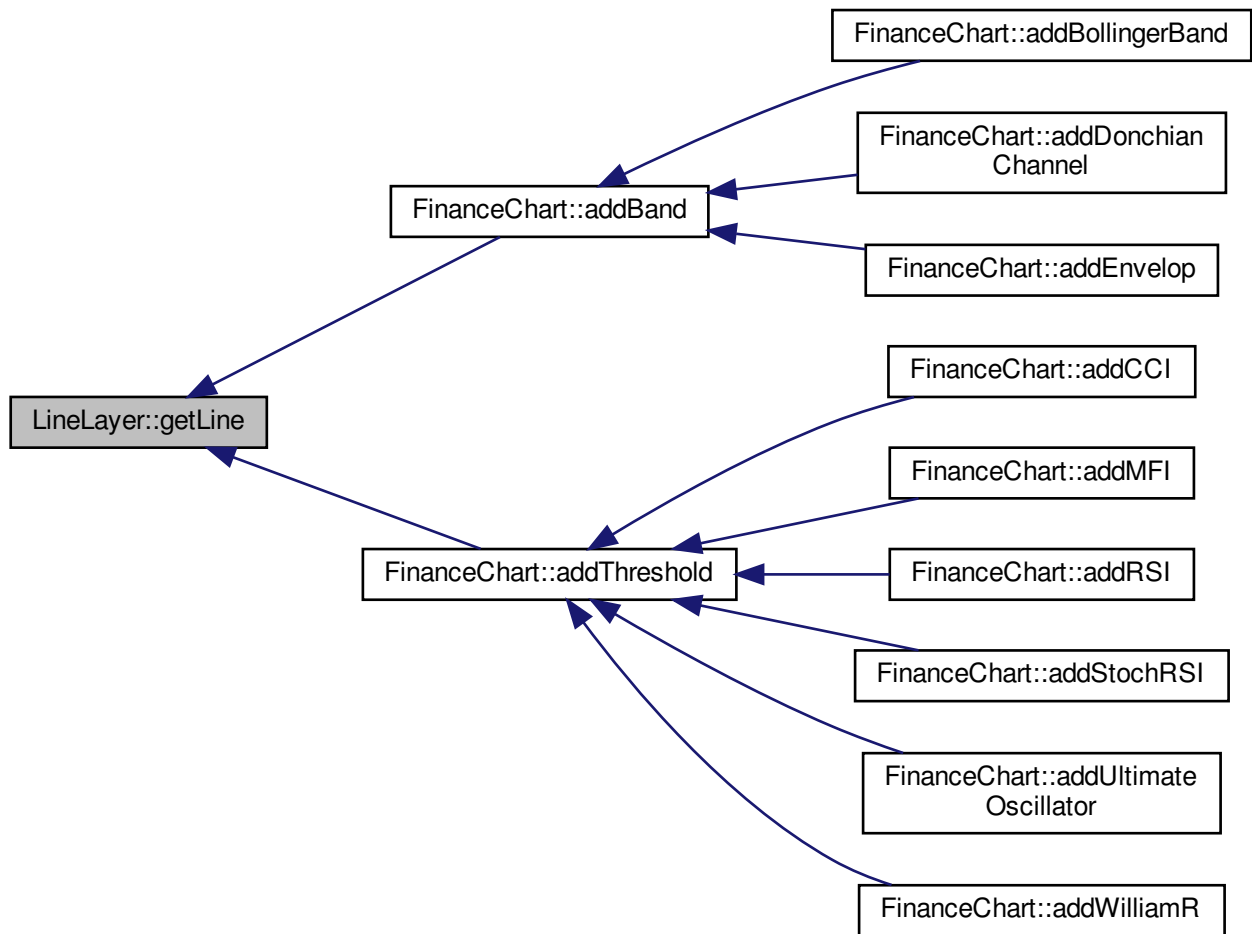 FinanceChart::addBollingerBand
FinanceChart::addDonchian
Channel
FinanceChart::addBand
FinanceChart::addEnvelop
FinanceChart::addCCI
LineLayer::getLine
FinanceChart::addMFI
FinanceChart::addThreshold
FinanceChart::addRSI
FinanceChart::addStochRSI
FinanceChart::addUltimate
Oscillator
FinanceChart::addWilliamR